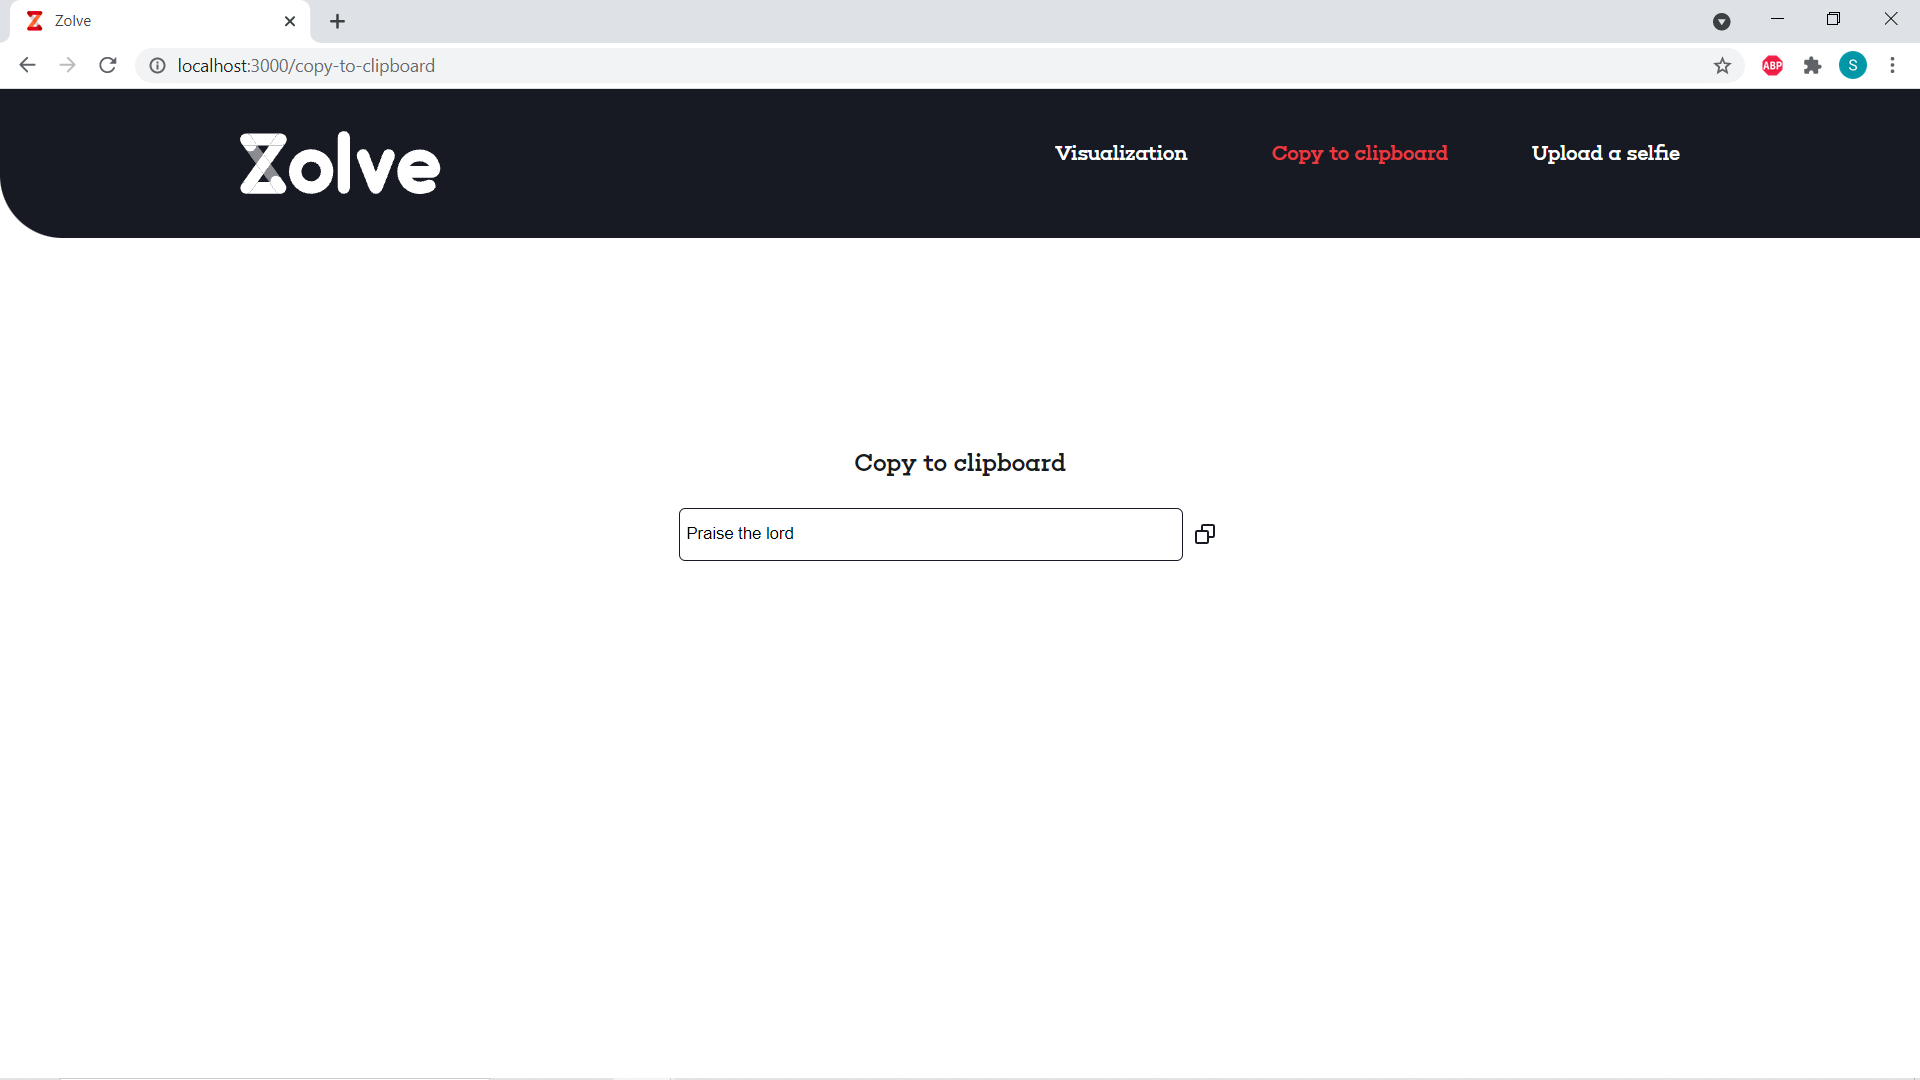 Zolve
localhost:3000/copy-to-clipboard
ABP
S
Zolve
Visualization
Copy to clipboard
Upload a selfie
Copy to clipboard
Praise the lord